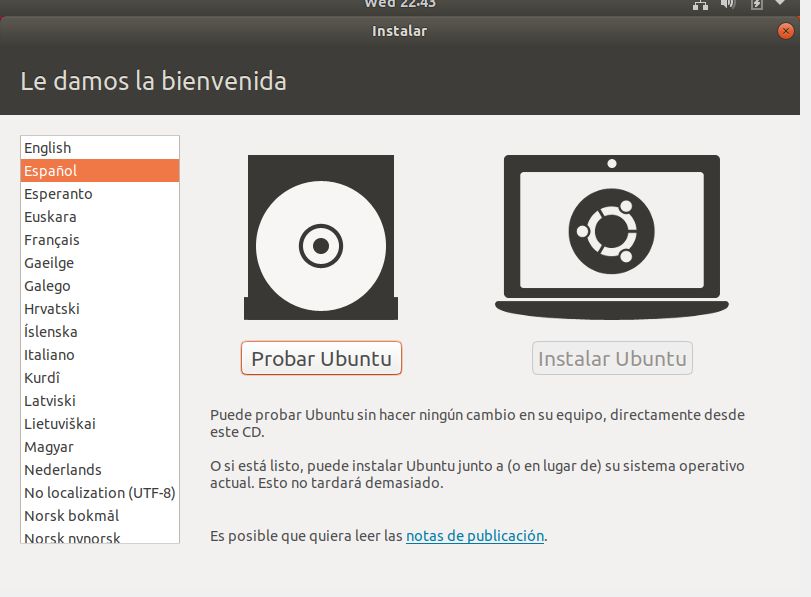 Wed 22:43
Instalar
Le damos la bienvenida
English
Español
Esperanto
Euskara
Français
Gaeilge
Galego
Hrvatski
Íslenska
Italiano
Kurdî
Latviski
Lietuviškai
Magyar
Nederlands
No localization (UTF-8)
Norsk bokmål
Norsk nynorsk
Probar Ubuntu
Instalar Ubuntu
Puede probar Ubuntu sin hacer ningún cambio en su equipo, directamente desde
este CD.
O si está listo, puede instalar Ubuntu junto a (o en lugar de) su sistema operativo
actual. Esto no tardará demasiado.
Es posible que quiera leer las notas de publicación.